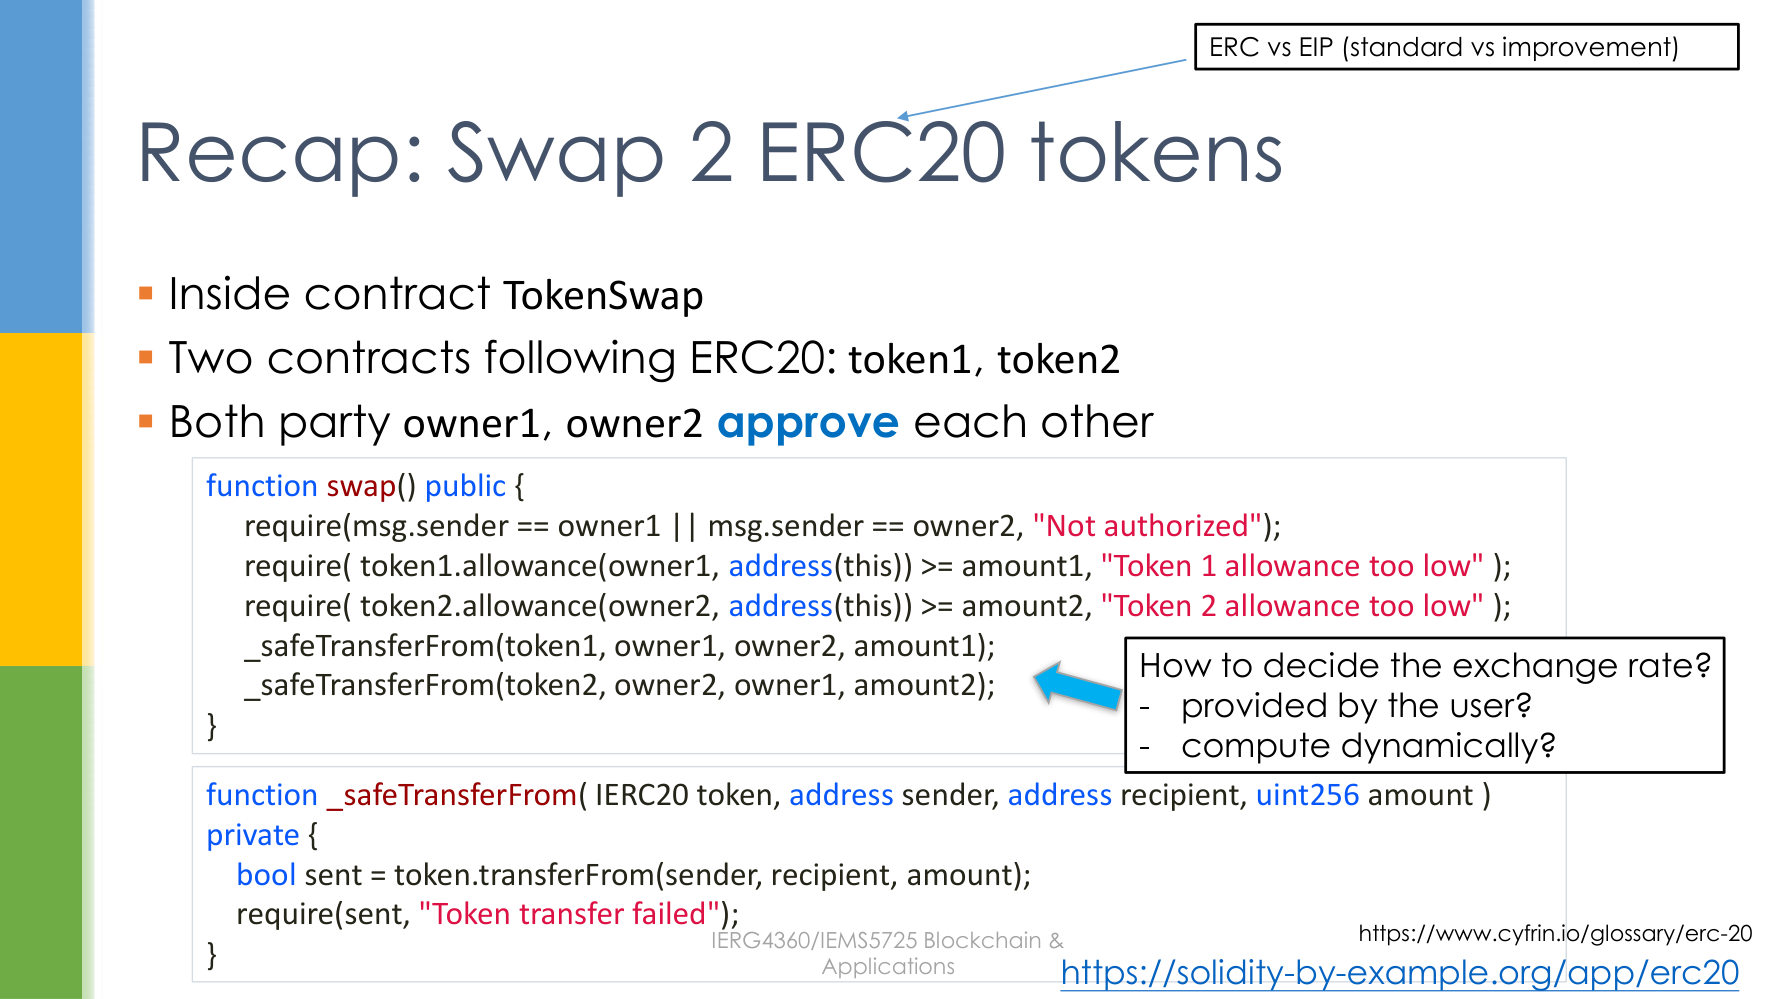 ERC vs EIP (standard vs improvement)
Recap: Swap 2 ERC20 tokens
▪ Inside contract TokenSwap
▪ Two contracts following ERC20: token1, token2
▪ Both party owner1, owner2 approve each other
function swap() public {
require(msg.sender == owner1 || msg.sender == owner2, "Not authorized");
require( token1.allowance(owner1, address(this)) >= amount1, "Token 1 allowance too low" );
require( token2.allowance(owner2, address(this)) >= amount2, "Token 2 allowance too low" );
_safeTransferFrom(token1, owner1, owner2, amount1);
_safeTransferFrom(token2, owner2, owner1, amount2);
}
How to decide the exchange rate?
- provided by the user?
- compute dynamically?
function _safeTransferFrom( IERC20 token, address sender, address recipient, uint256 amount )
private {
bool sent = token.transferFrom(sender, recipient, amount);
require(sent, "Token transfer failed");
}
IERG4360/IEMS5725 Blockchain &
Applications
https://www.cyfrin.io/glossary/erc-20
https://solidity-by-example.org/app/erc20